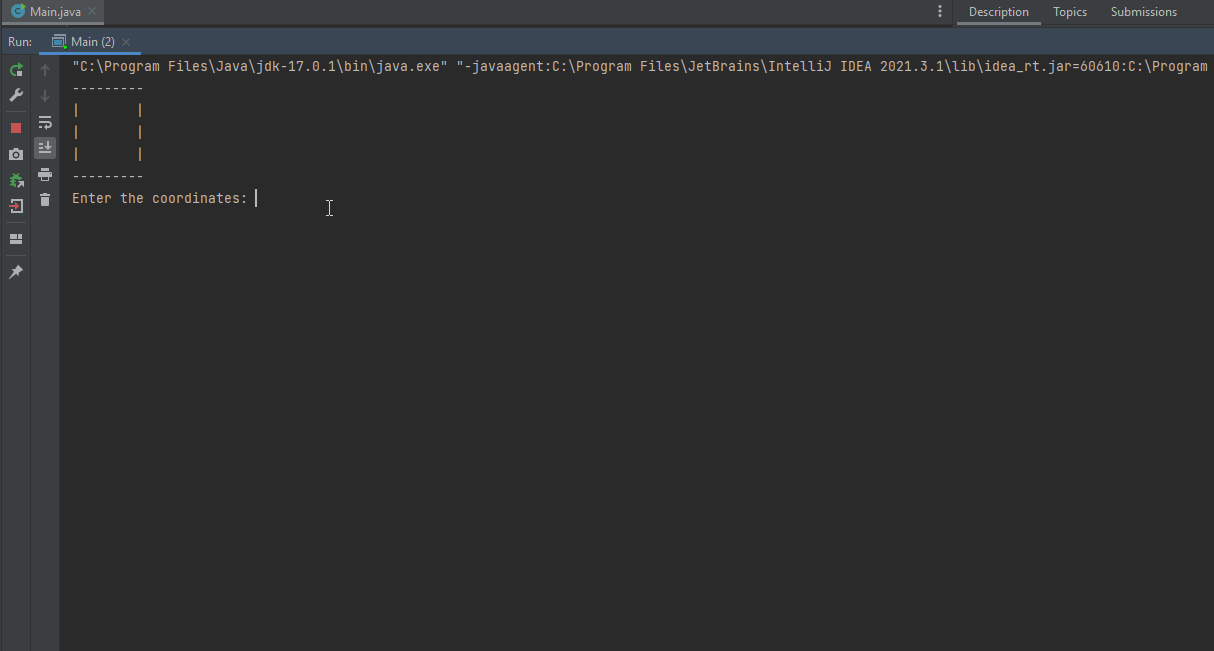 Main.java
Description Topics Submissions
Run: Main (2)
"C:\Program Files\Java\jdk-17.0.1\bin\java.exe" "-javaagent:C:\Program Files\JetBrains\IntelliJ IDEA 2021.3.1\lib\idea_rt.jar=60610:C:\Program
---------
|       |
|       |
|       |
---------
Enter the coordinates: